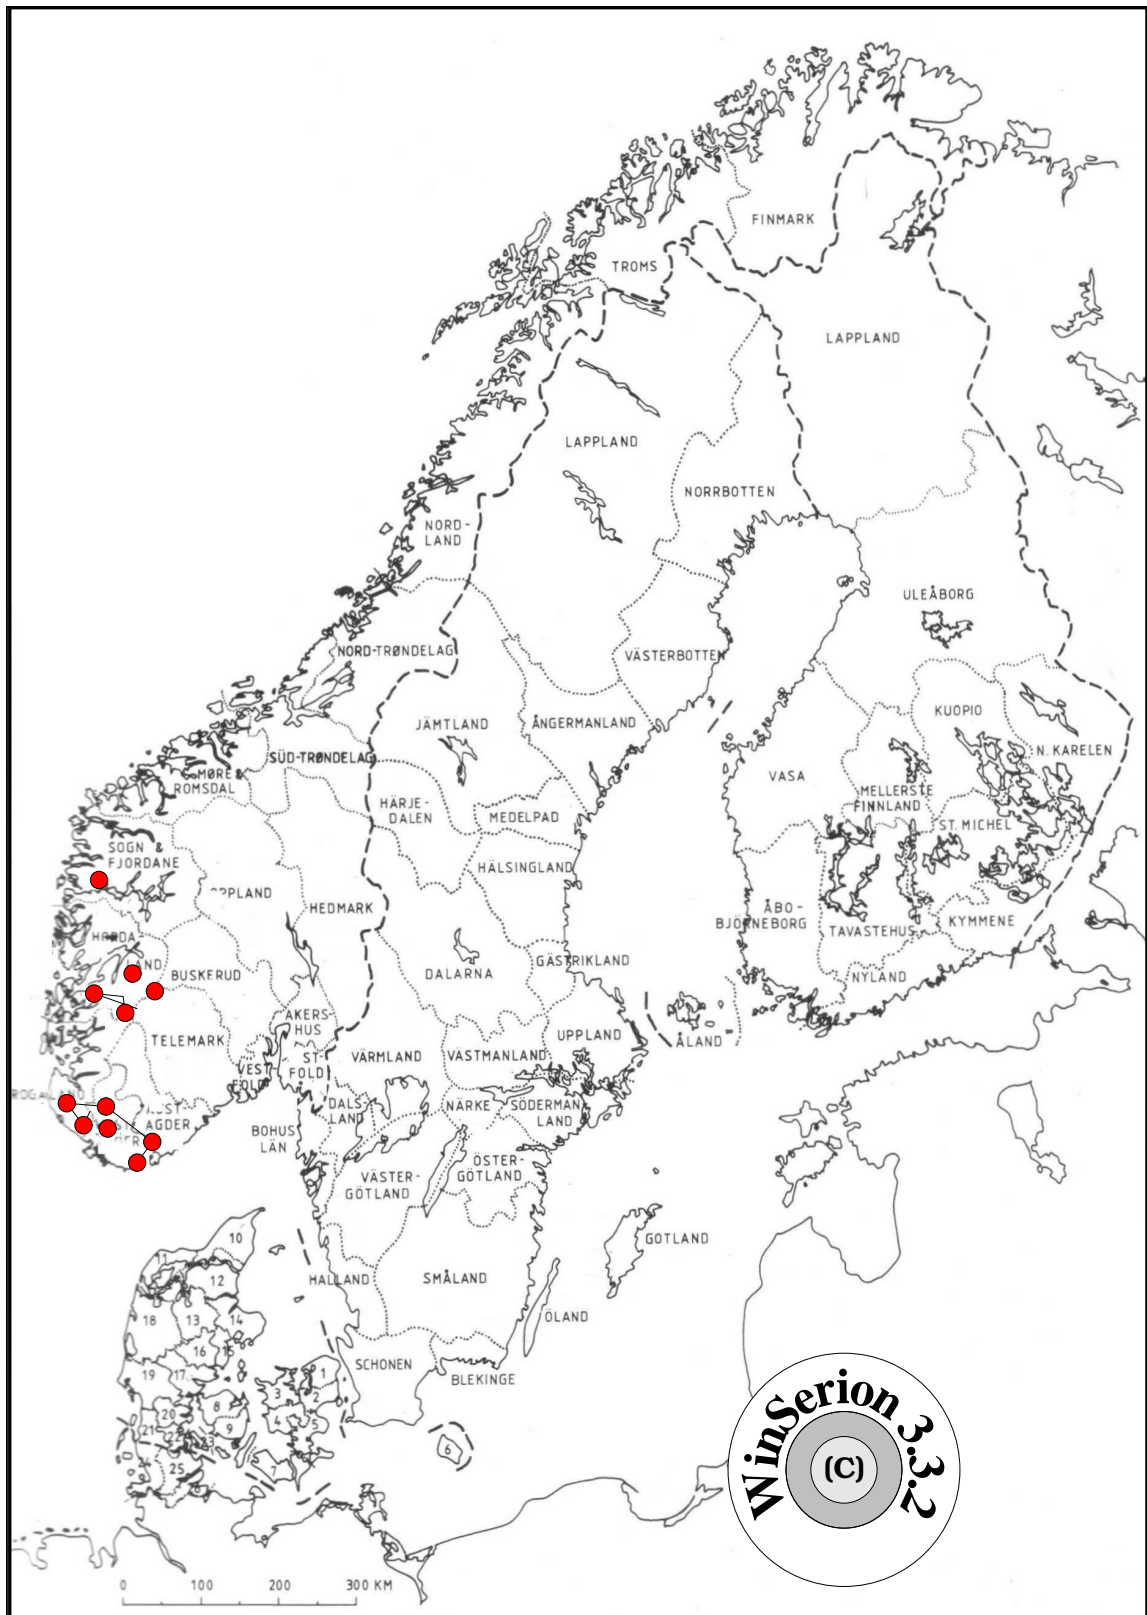 FINMARK
TROMS
LAPPLAND
LAPPLAND
NORRBOTTEN
NORD-
LAND
ULEÅBORG
NORD-TRØNDELAG
VÄSTERBOTTEN
JÄMTLAND
ÅNGERMANLAND
KUOPIO
N. KARELEN
SÜD-TRØNDELAG
MØRE &
ROMSDAL
VASA
HÄRJE-
DALEN
MEDELPAD
MELLERSTE
FINNLAND
ST. MICHEL
SOGN &
FJORDANE
HÄLSINGLAND
HEDMARK
ÅBO-
BJÖRNEBORG
TAVASTEHUS
KYMMENE
LAND
BUSKERUD
DALARNA
GÄSTRIKLAND
NYLAND
AKERS-
HUS
TELEMARK
UPPLAND
ÅLAND
VÄRMLAND
VÄSTMANLAND
VEST
FOLD
ST
FOLD
DALS-
LAND
NÄRKE
SÖDERMAN
LAND
AGDER
BOHUS
LÄN
VÄSTER-
GÖTLAND
ÖSTER-
GÖTLAND
GOTLAND
HALLAND
SMÅLAND
ÖLAND
SCHONEN
BLEKINGE
10
11
12
18
13
14
16
15
19
17
1
3
2
8
20
4
5
9
21
22
23
6
24
25
7
WinSerion 3.3.2
(C)
0 100 200 300 KM